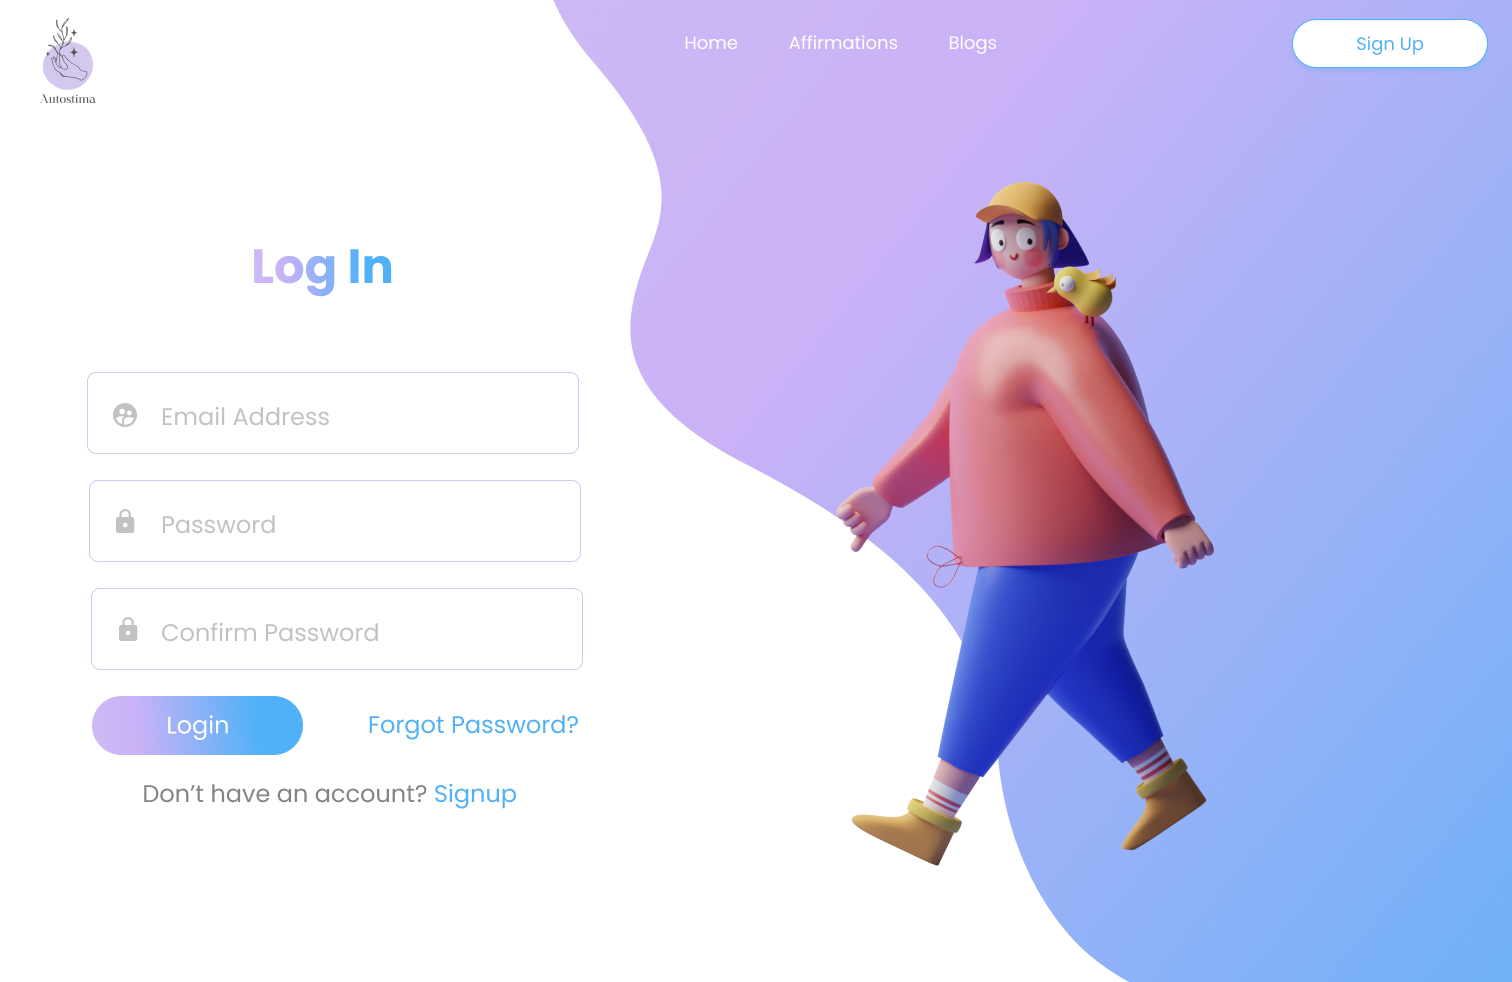 Autostima
Home Affirmations Blogs
Sign Up
Log In
Email Address
Password
Confirm Password
Login
Forgot Password?
Don’t have an account? Signup